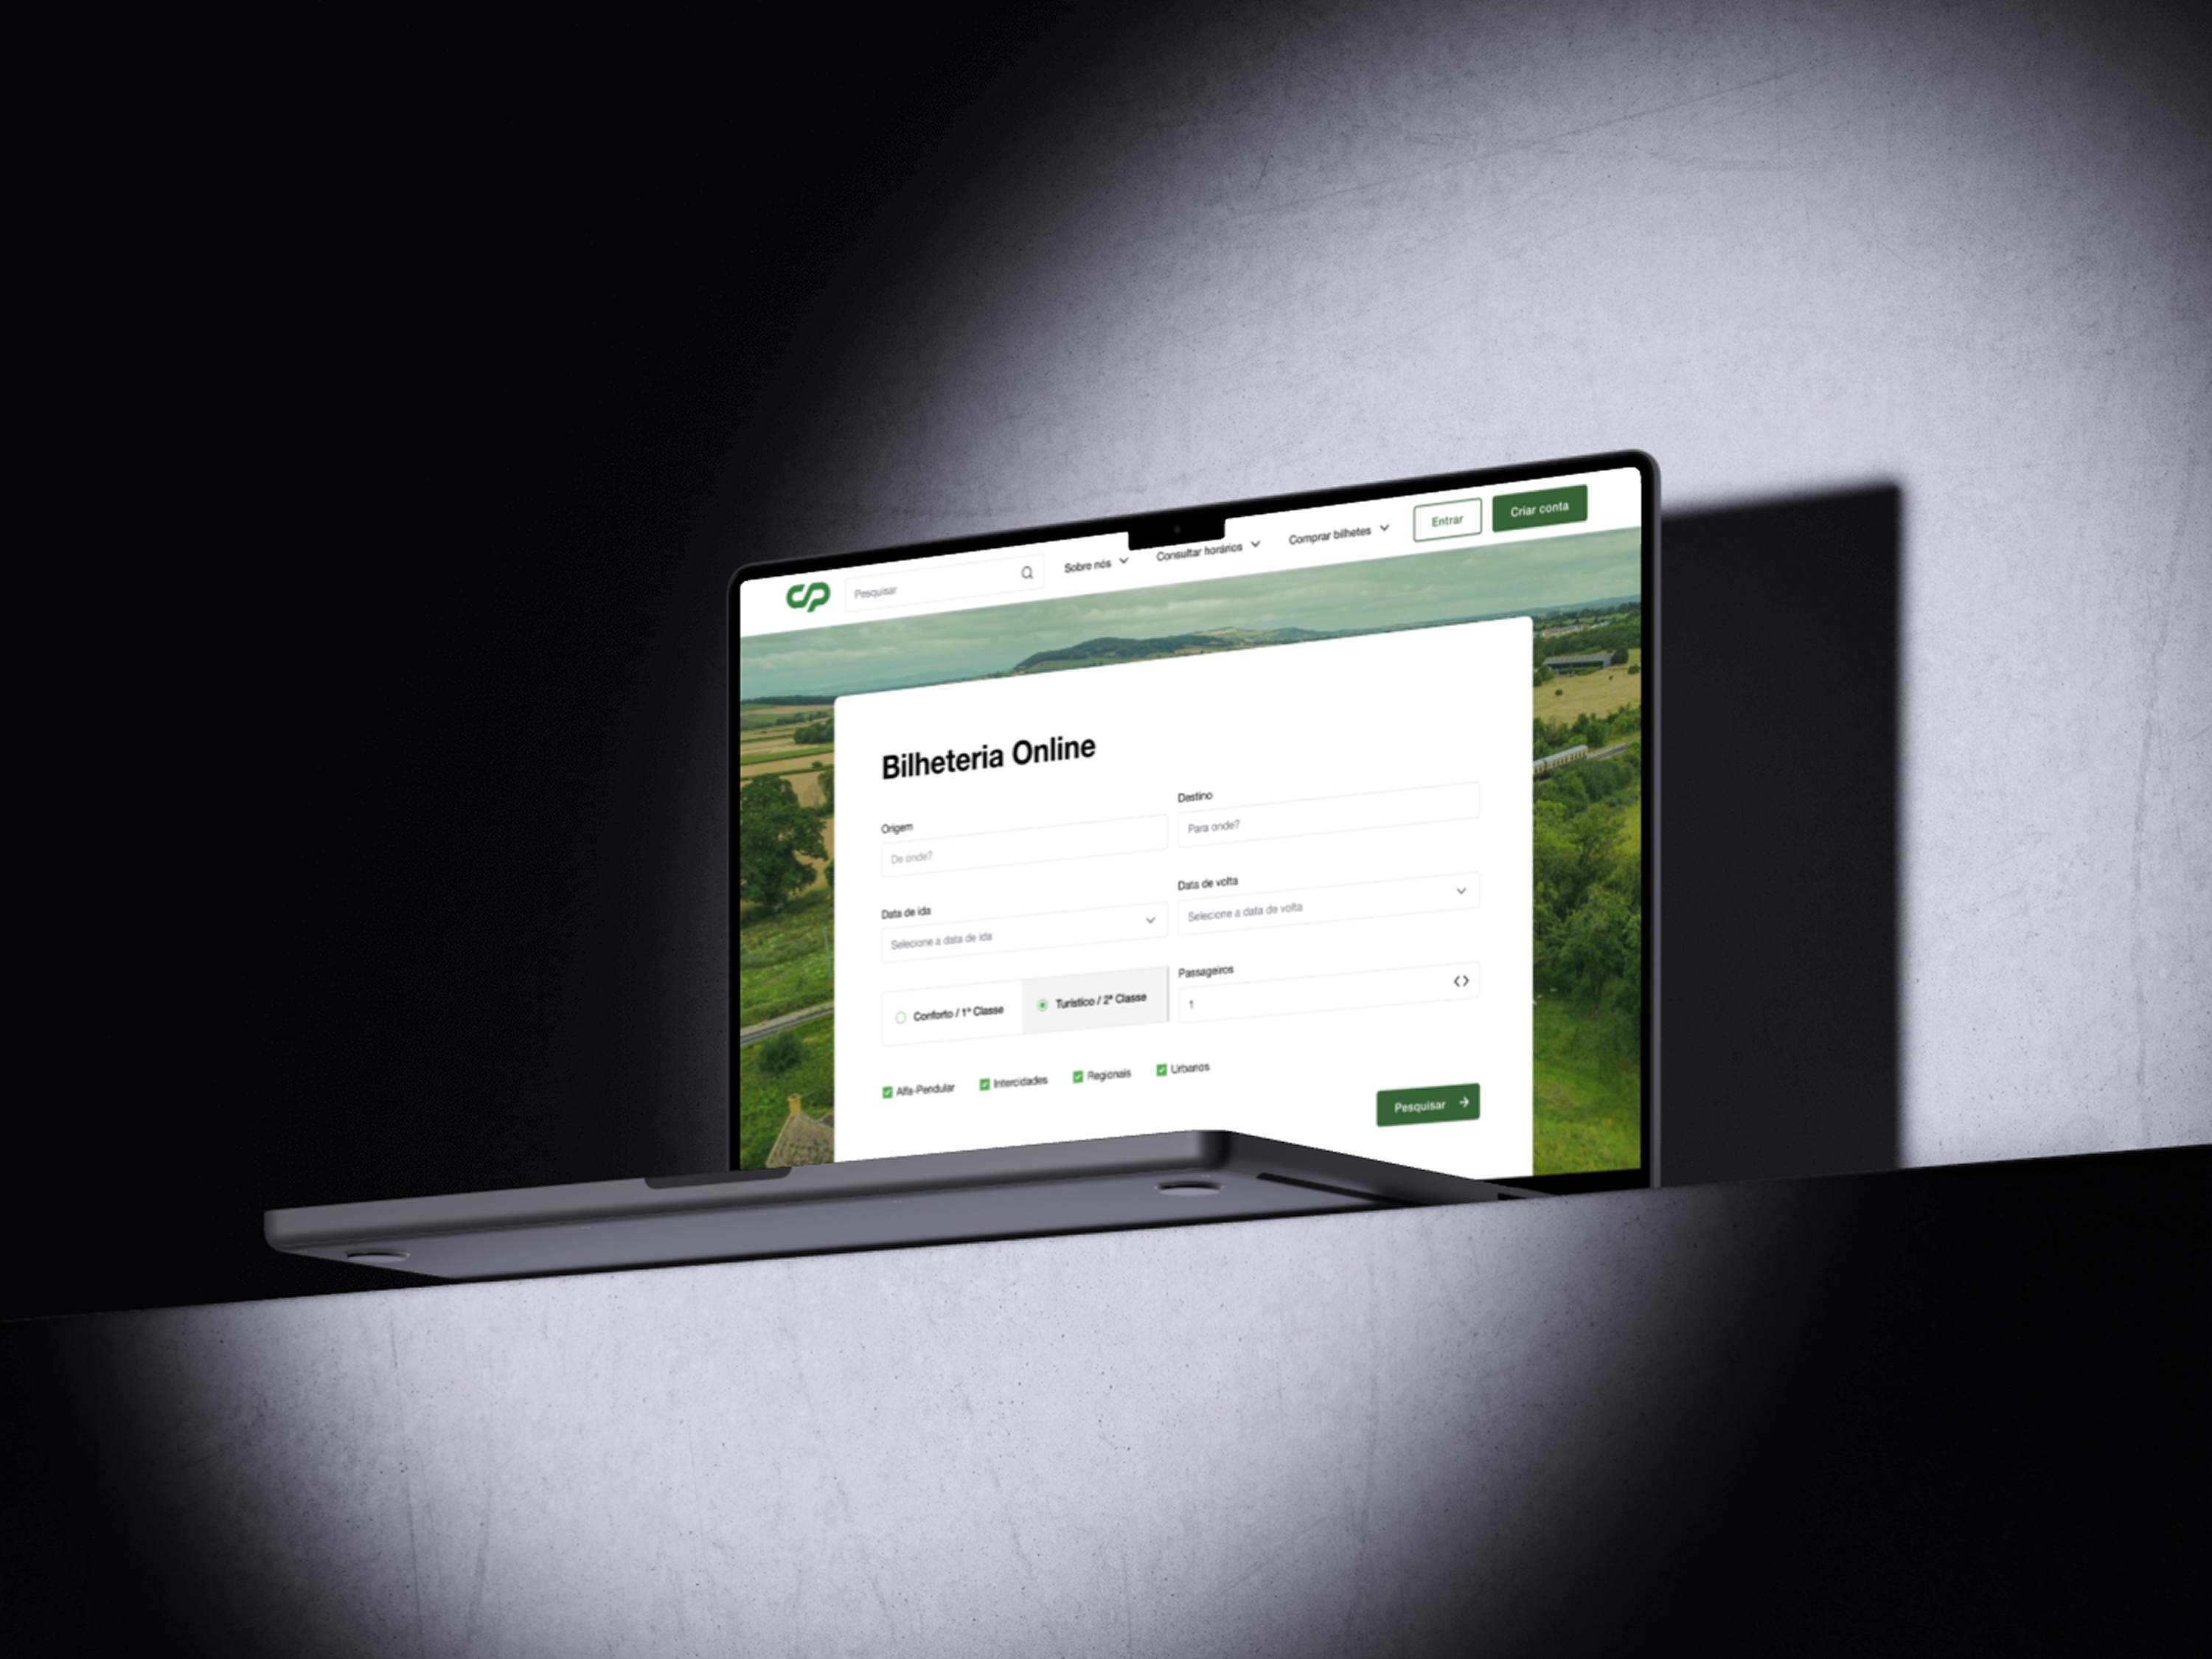 cp
Pesquisar
Sobre nós
Consultar horários
Comprar bilhetes
Entrar
Criar conta
Bilheteria Online
Origem
De onde?
Destino
Para onde?
Data de ida
Selecione a data de ida
Data de volta
Selecione a data de volta
Conforto / 1ª Classe
Turístico / 2ª Classe
Passageiros
1
Alfa-Pendular
Intercidades
Regionais
Urbanos
Pesquisar